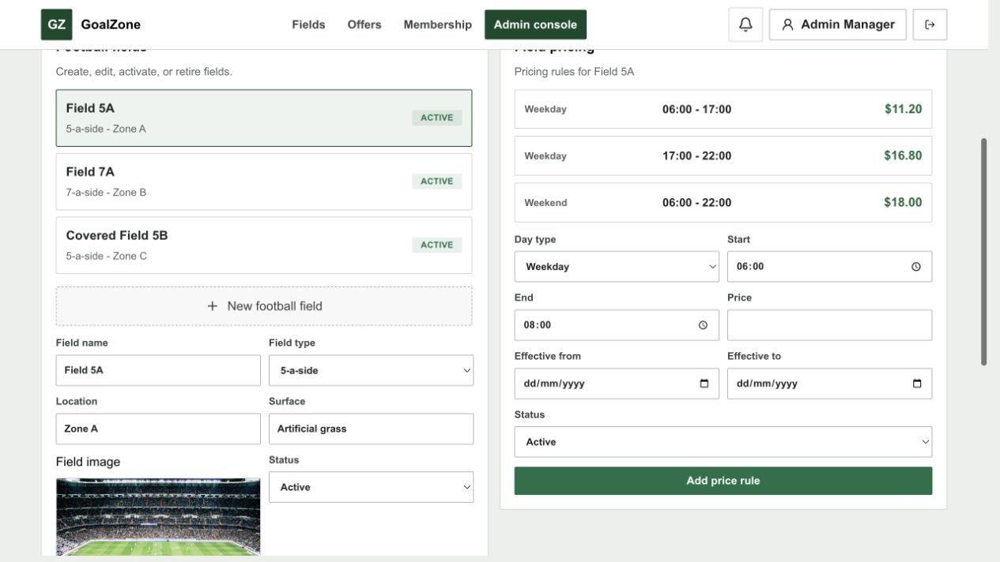 GZ GoalZone Fields Offers Membership Admin console Admin Manager
Football fields
Create, edit, activate, or retire fields.
Field 5A
5-a-side - Zone A
ACTIVE
Field 7A
7-a-side - Zone B
ACTIVE
Covered Field 5B
5-a-side - Zone C
ACTIVE
+ New football field
Field name
Field 5A
Field type
5-a-side
Location
Zone A
Surface
Artificial grass
Field image
Status
Active
Field pricing
Pricing rules for Field 5A
Weekday 06:00 - 17:00 $11.20
Weekday 17:00 - 22:00 $16.80
Weekend 06:00 - 22:00 $18.00
Day type
Weekday
Start
06:00
End
08:00
Price
Effective from
dd/mm/yyyy
Effective to
dd/mm/yyyy
Status
Active
Add price rule